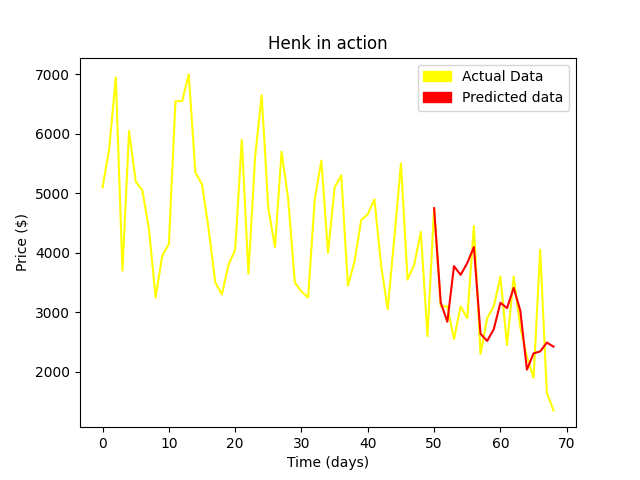 Henk in action
Actual Data
Predicted data
Price ($)
7000
6000
5000
4000
3000
2000
0 10 20 30 40 50 60 70
Time (days)